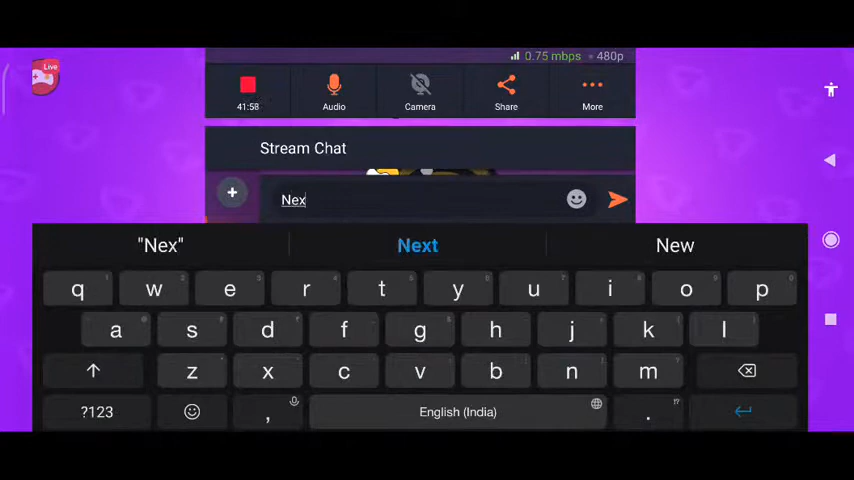 Live
0.75 mbps • 480p
41:58 Audio Camera Share More
Stream Chat
Nex
"Nex" Next New
q w e r t y u i o p
a s d f g h j k l
z x c v b n m
?123 , English (India) .